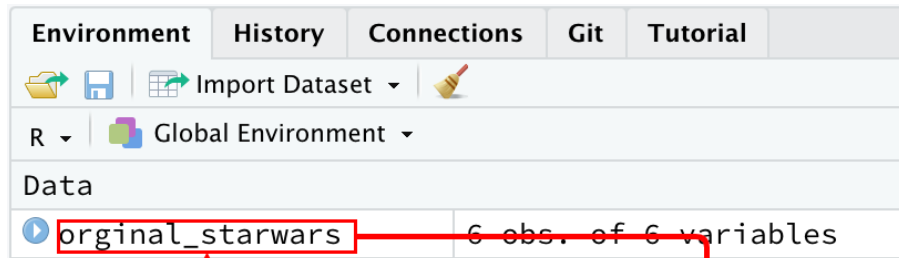 Environment History Connections Git Tutorial
Import Dataset
R Global Environment
Data
orginal_starwars 6 obs. of 6 variables